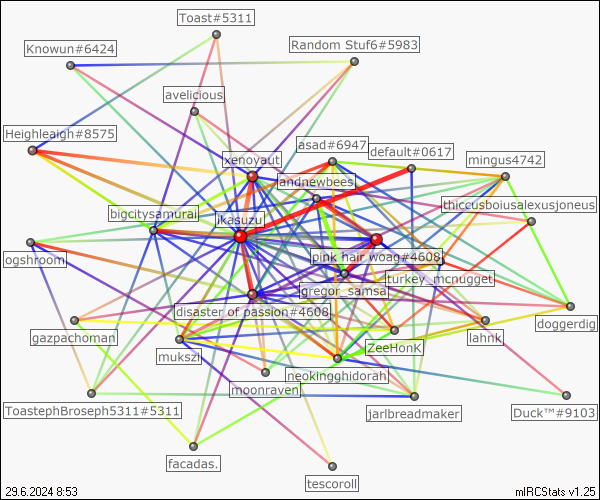 Toast#5311
Knowun#6424
Random Stuf6#5983
avelicious
Heighleaigh#8575
asad#6947
default#0617
xenoyaut
mingus4742
andnewbees
thiccusboiusalexusjoneus
bigcitysamurai
ikasuzu
ogshroom
pink hair woag#4608
turkey_mcnugget
gregor_samsa
disaster of passion#4608
gazpachoman
lahnk
doggerdig
mukszi
ZeeHonK
neokingghidorah
moonraven
ToastephBroseph5311#5311
jarlbreadmaker
Duck™#9103
facadas.
tescoroll
29.6.2024 8:53
mIRCStats v1.25